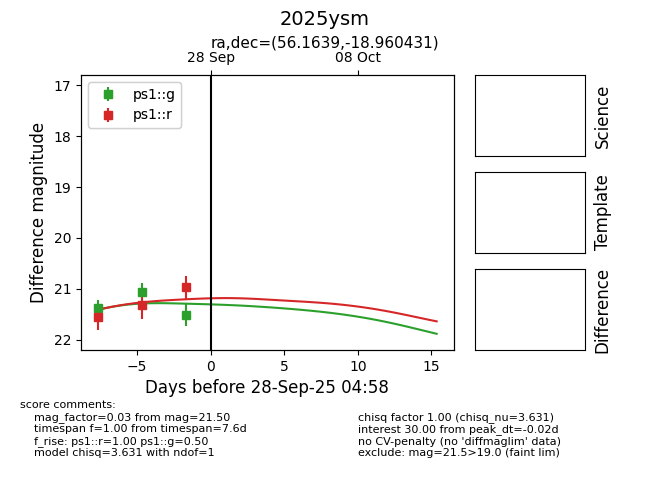 2025ysm
ra,dec=(56.1639,-18.960431)
28 Sep
08 Oct
ps1::g
ps1::r
17
18
19
20
21
22
Difference magnitude
−5
0
5
10
15
Days before 28-Sep-25 04:58
Science
Template
Difference
score comments:
mag_factor=0.03 from mag=21.50
timespan f=1.00 from timespan=7.6d
f_rise: ps1::r=1.00 ps1::g=0.50
model chisq=3.631 with ndof=1
chisq factor 1.00 (chisq_nu=3.631)
interest 30.00 from peak_dt=-0.02d
no CV-penalty (no 'diffmaglim' data)
exclude: mag=21.5>19.0 (faint lim)